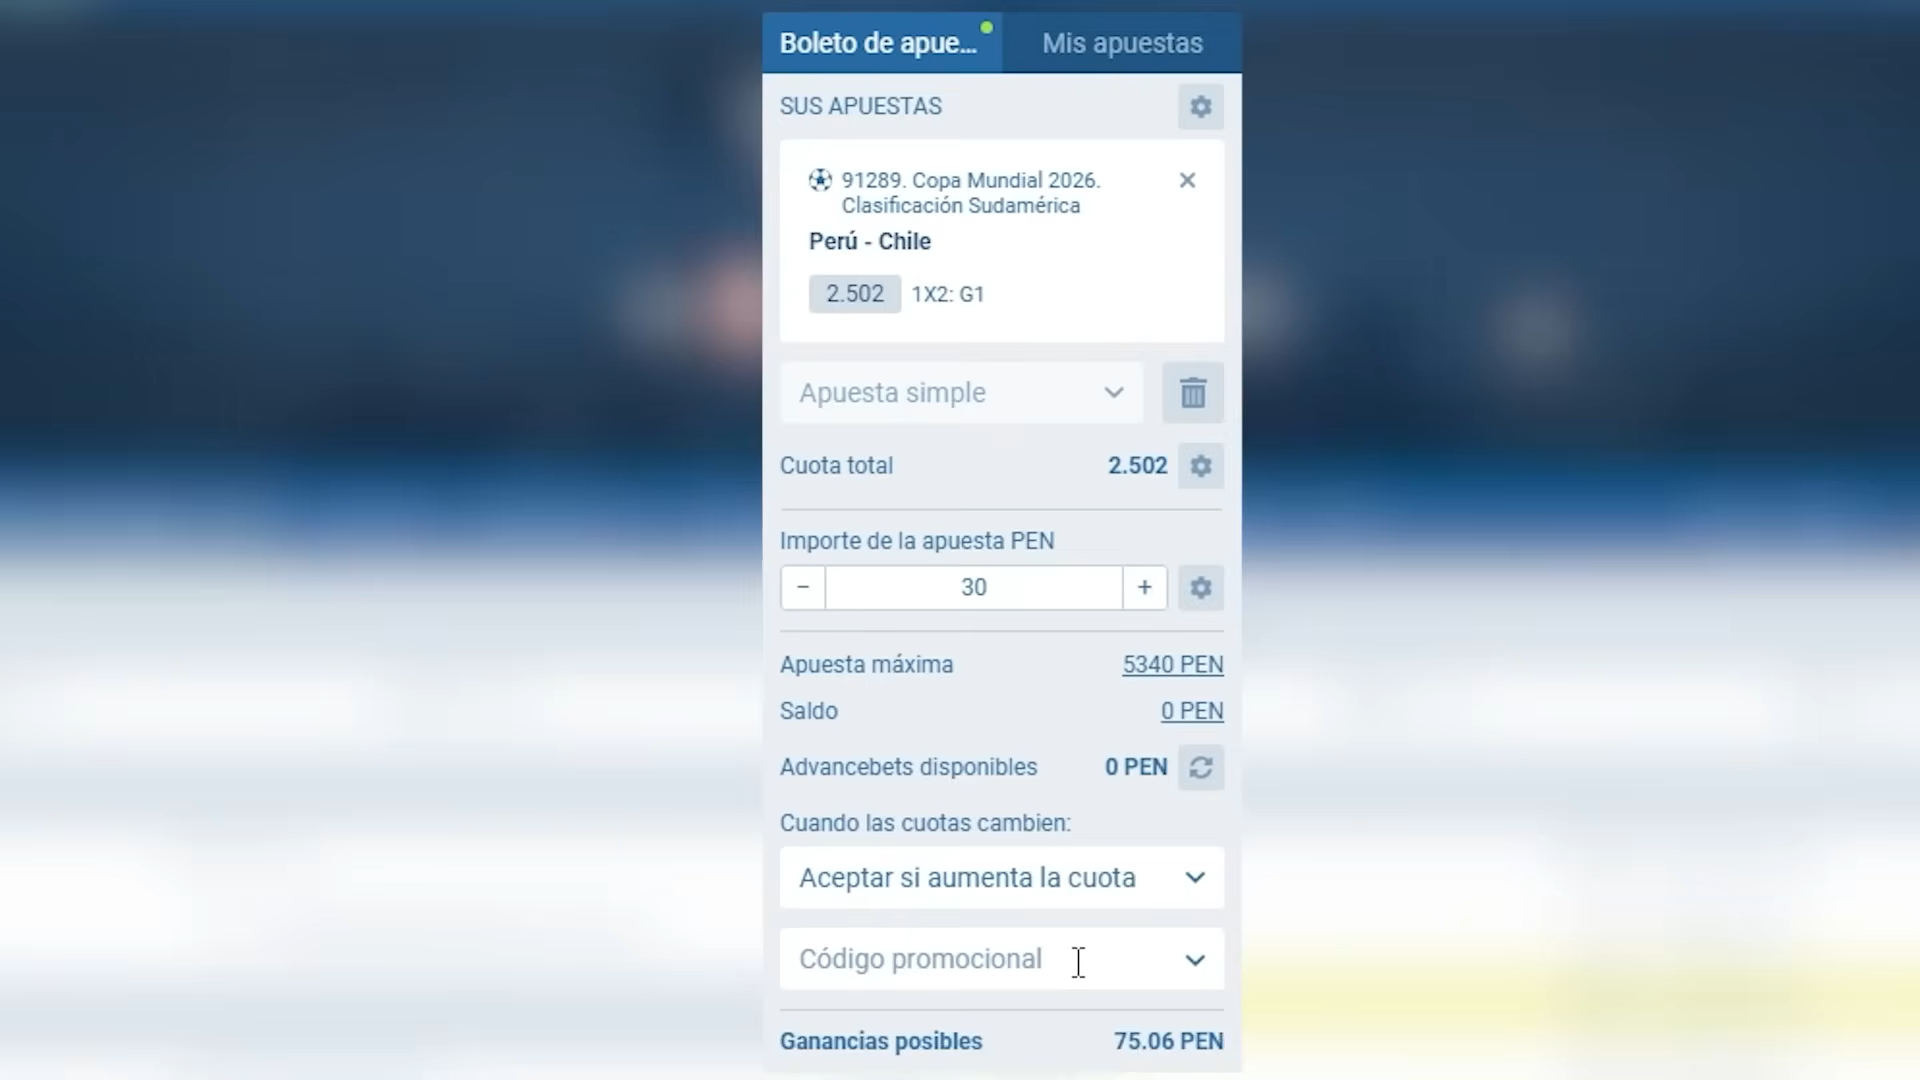 Boleto de apue...
Mis apuestas
SUS APUESTAS
91289. Copa Mundial 2026.
Clasificación Sudamérica
Perú - Chile
2.502 1X2: G1
Apuesta simple
Cuota total 2.502
Importe de la apuesta PEN
− 30 +
Apuesta máxima 5340 PEN
Saldo 0 PEN
Advancebets disponibles 0 PEN
Cuando las cuotas cambien:
Aceptar si aumenta la cuota
Código promocional
Ganancias posibles 75.06 PEN